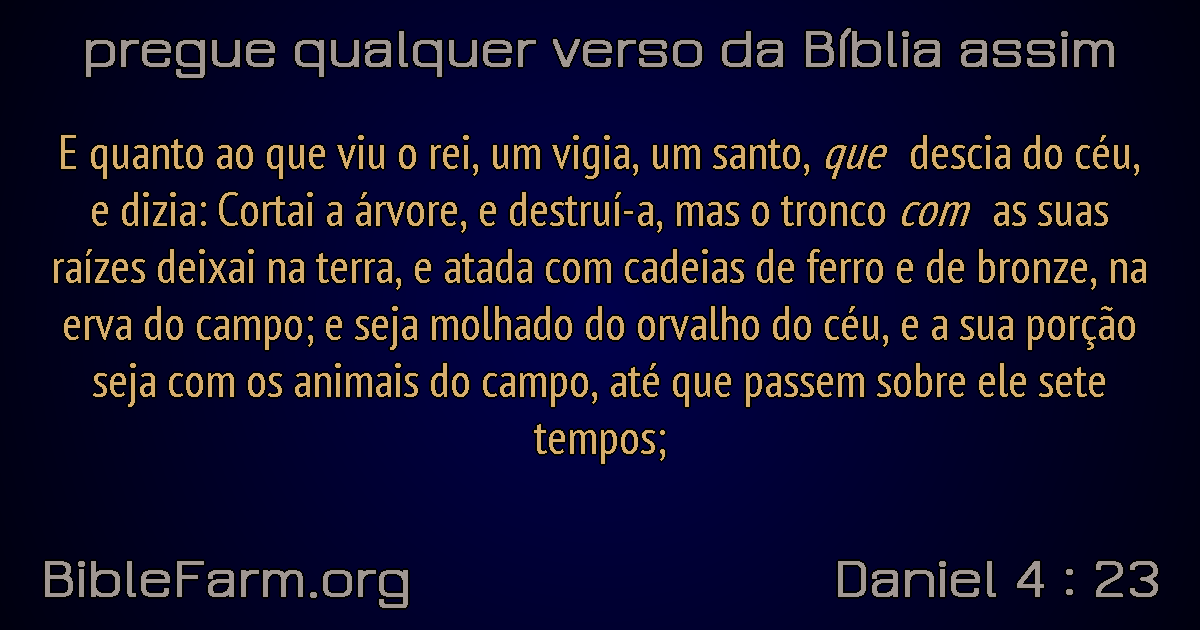 pregue qualquer verso da Bíblia assim
E quanto ao que viu o rei, um vigia, um santo, que descia do céu,
e dizia: Cortai a árvore, e destruí-a, mas o tronco com as suas
raízes deixai na terra, e atada com cadeias de ferro e de bronze, na
erva do campo; e seja molhado do orvalho do céu, e a sua porção
seja com os animais do campo, até que passem sobre ele sete
tempos;
BibleFarm.org
Daniel 4 : 23